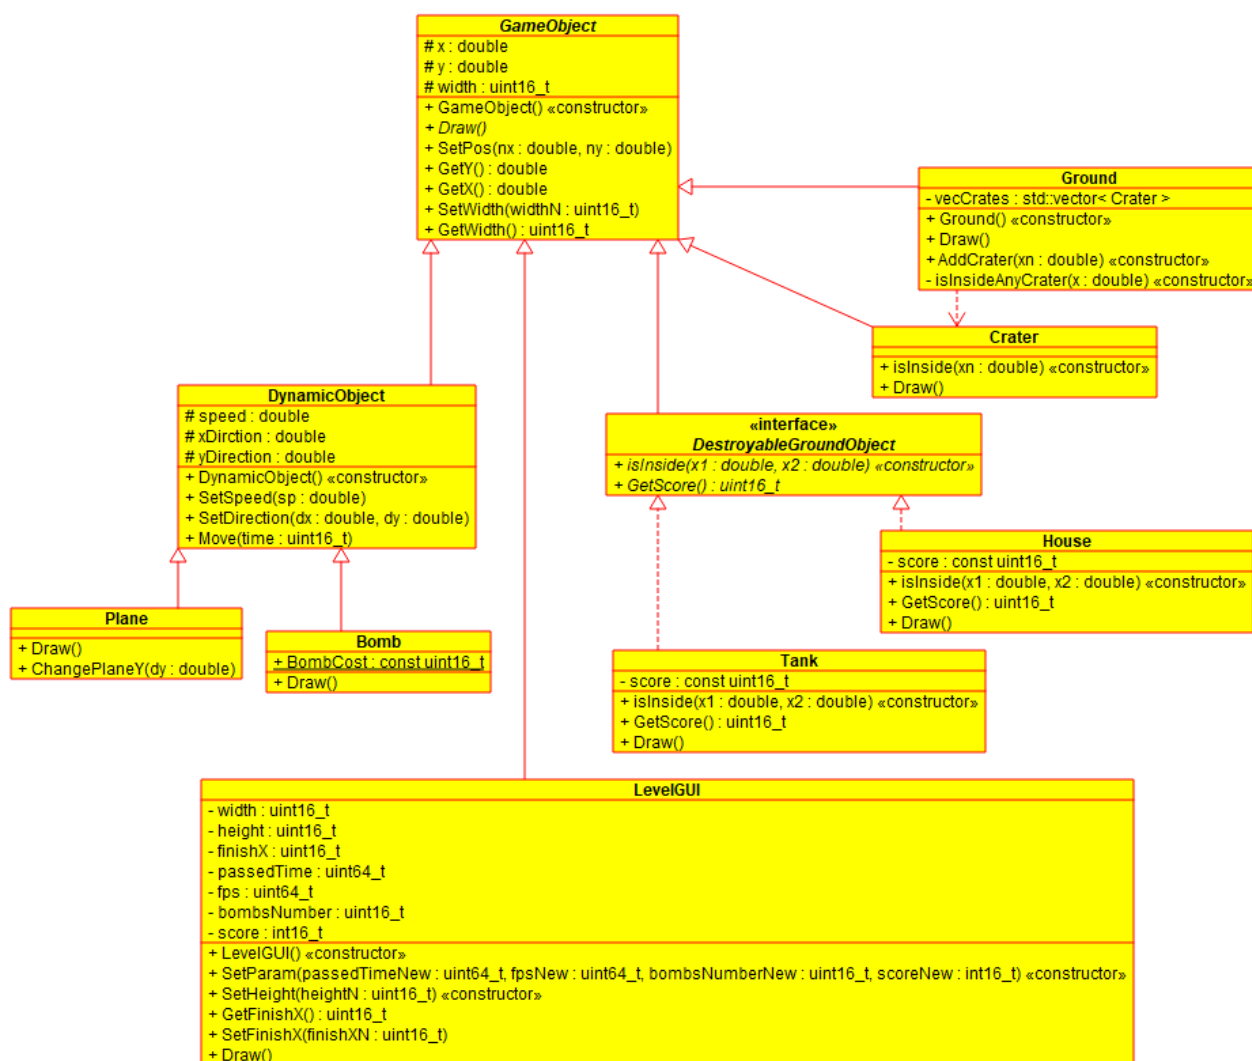 GameObject
# x : double
# y : double
# width : uint16_t
+ GameObject() «constructor»
+ Draw()
+ SetPos(nx : double, ny : double)
+ GetY() : double
+ GetX() : double
+ SetWidth(widthN : uint16_t)
+ GetWidth() : uint16_t
Ground
- vecCrates : std::vector< Crater >
+ Ground() «constructor»
+ Draw()
+ AddCrater(xn : double) «constructor»
- isInsideAnyCrater(x : double) «constructor»
Crater
+ isInside(xn : double) «constructor»
+ Draw()
DynamicObject
# speed : double
# xDirction : double
# yDirection : double
+ DynamicObject() «constructor»
+ SetSpeed(sp : double)
+ SetDirection(dx : double, dy : double)
+ Move(time : uint16_t)
«interface»
DestroyableGroundObject
+ isInside(x1 : double, x2 : double) «constructor»
+ GetScore() : uint16_t
House
- score : const uint16_t
+ isInside(x1 : double, x2 : double) «constructor»
+ GetScore() : uint16_t
+ Draw()
Plane
+ Draw()
+ ChangePlaneY(dy : double)
Bomb
+ BombCost : const uint16_t
+ Draw()
Tank
- score : const uint16_t
+ isInside(x1 : double, x2 : double) «constructor»
+ GetScore() : uint16_t
+ Draw()
LevelGUI
- width : uint16_t
- height : uint16_t
- finishX : uint16_t
- passedTime : uint64_t
- fps : uint64_t
- bombsNumber : uint16_t
- score : int16_t
+ LevelGUI() «constructor»
+ SetParam(passedTimeNew : uint64_t, fpsNew : uint64_t, bombsNumberNew : uint16_t, scoreNew : int16_t) «constructor»
+ SetHeight(heightN : uint16_t) «constructor»
+ GetFinishX() : uint16_t
+ SetFinishX(finishXN : uint16_t)
+ Draw()